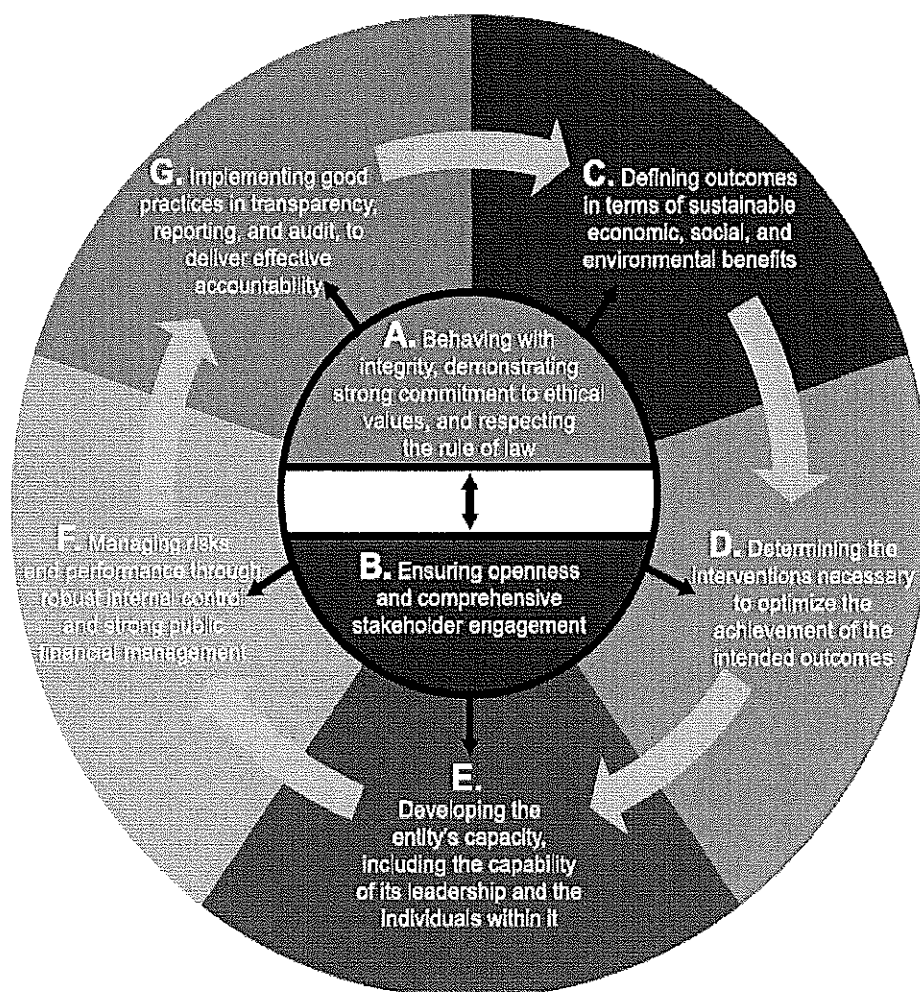 A. Behaving with
integrity, demonstrating
strong commitment to ethical
values, and respecting
the rule of law
B. Ensuring openness
and comprehensive
stakeholder engagement
C. Defining outcomes
in terms of sustainable
economic, social, and
environmental benefits
D. Determining the
interventions necessary
to optimize the
achievement of the
intended outcomes
E.
Developing the
entity's capacity,
including the capability
of its leadership and the
individuals within it
F. Managing risks
and performance through
robust internal control
and strong public
financial management
G. Implementing good
practices in transparency,
reporting, and audit, to
deliver effective
accountability